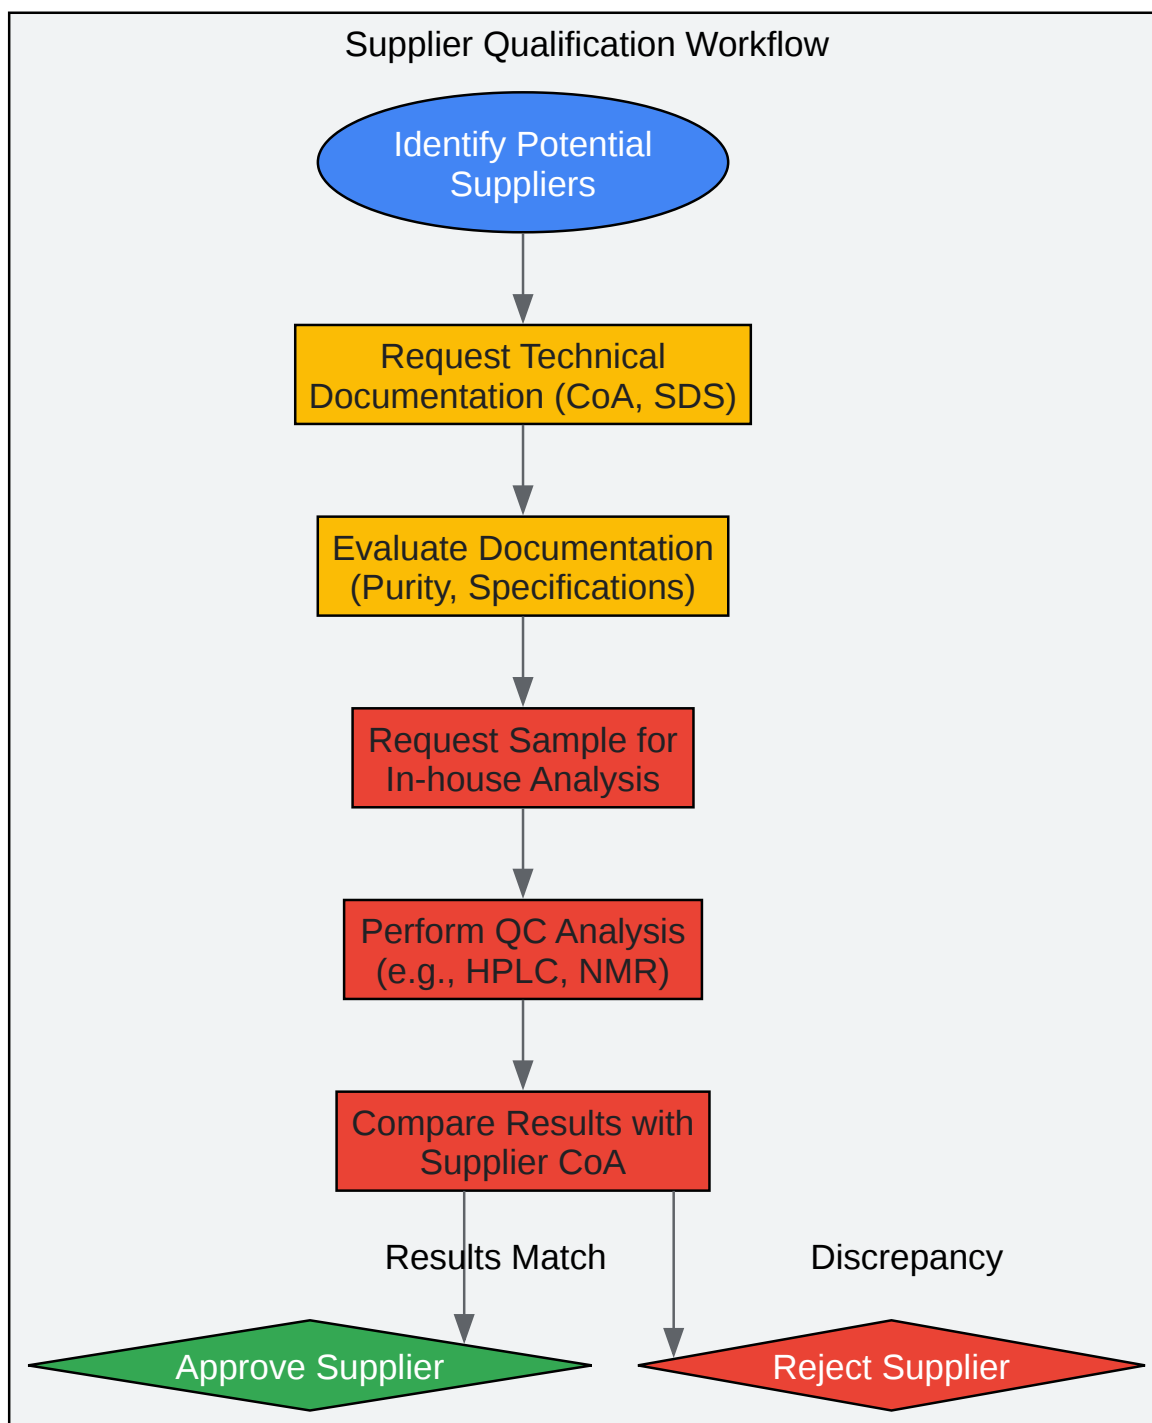 Supplier Qualification Workflow
Identify Potential
Suppliers
Request Technical
Documentation (CoA, SDS)
Evaluate Documentation
(Purity, Specifications)
Request Sample for
In-house Analysis
Perform QC Analysis
(e.g., HPLC, NMR)
Compare Results with
Supplier CoA
Results Match
Discrepancy
Approve Supplier
Reject Supplier